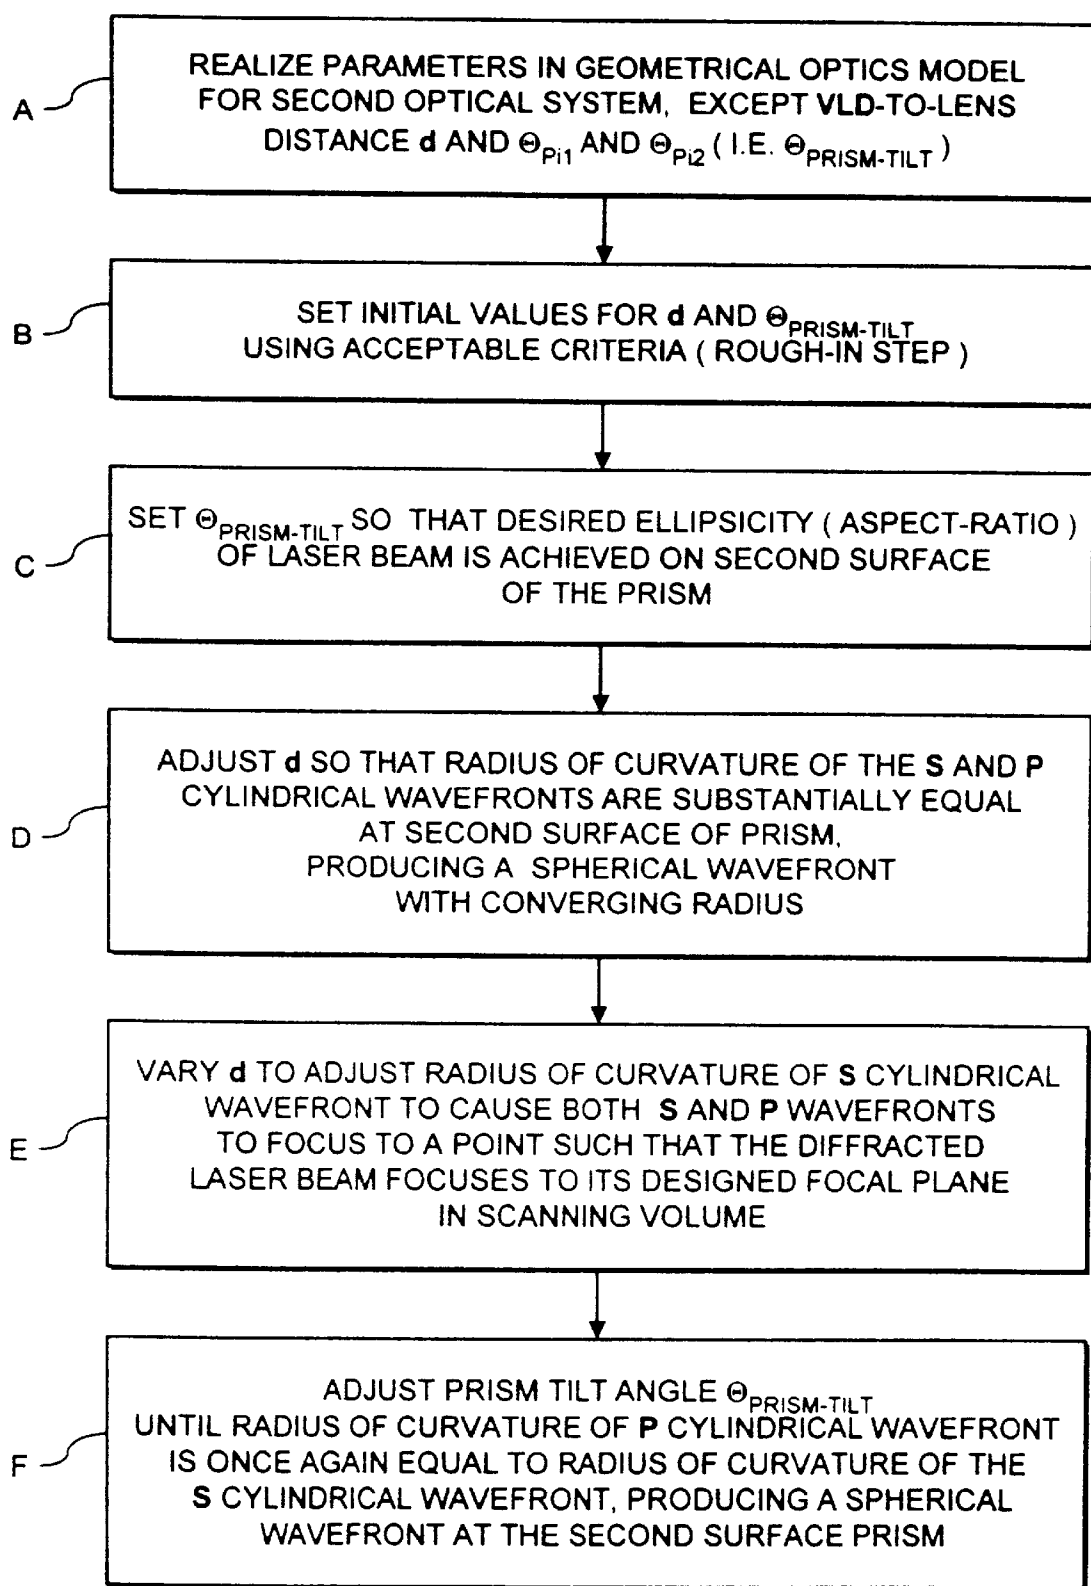 A
REALIZE PARAMETERS IN GEOMETRICAL OPTICS MODEL
FOR SECOND OPTICAL SYSTEM, EXCEPT VLD-TO-LENS
DISTANCE d AND ΘPi1 AND ΘPi2 ( I.E. ΘPRISM-TILT )
B
SET INITIAL VALUES FOR d AND ΘPRISM-TILT
USING ACCEPTABLE CRITERIA ( ROUGH-IN STEP )
C
SET ΘPRISM-TILT SO THAT DESIRED ELLIPSICITY ( ASPECT-RATIO )
OF LASER BEAM IS ACHIEVED ON SECOND SURFACE
OF THE PRISM
D
ADJUST d SO THAT RADIUS OF CURVATURE OF THE S AND P
CYLINDRICAL WAVEFRONTS ARE SUBSTANTIALLY EQUAL
AT SECOND SURFACE OF PRISM,
PRODUCING A SPHERICAL WAVEFRONT
WITH CONVERGING RADIUS
E
VARY d TO ADJUST RADIUS OF CURVATURE OF S CYLINDRICAL
WAVEFRONT TO CAUSE BOTH S AND P WAVEFRONTS
TO FOCUS TO A POINT SUCH THAT THE DIFFRACTED
LASER BEAM FOCUSES TO ITS DESIGNED FOCAL PLANE
IN SCANNING VOLUME
F
ADJUST PRISM TILT ANGLE ΘPRISM-TILT
UNTIL RADIUS OF CURVATURE OF P CYLINDRICAL WAVEFRONT
IS ONCE AGAIN EQUAL TO RADIUS OF CURVATURE OF THE
S CYLINDRICAL WAVEFRONT, PRODUCING A SPHERICAL
WAVEFRONT AT THE SECOND SURFACE PRISM